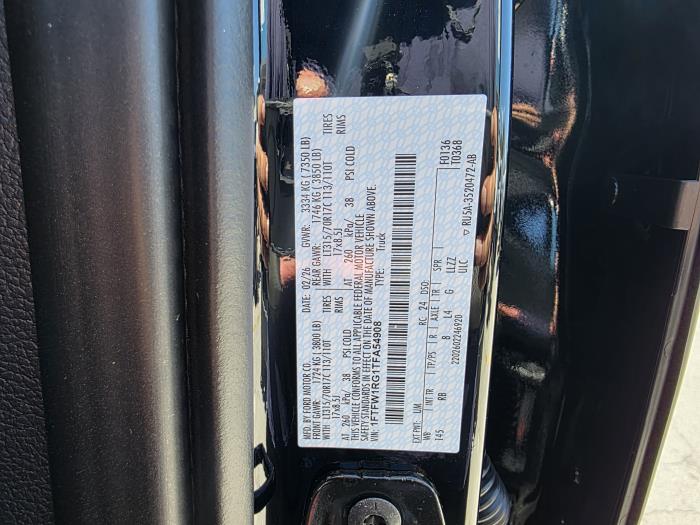 MFD. BY FORD MOTOR CO.
DATE: 02/26 GVWR: 3334 KG ( 7350 LB)
FRONT GAWR: 1724 KG (3800 LB) REAR GAWR: 1746 KG (3850 LB)
WITH LT315/70R17C 113/110T TIRES WITH LT315/70R17C 113/110T TIRES
17x8.5J RIMS 17x8.5J RIMS
AT 260 kPa/ 38 PSI COLD AT 260 kPa/ 38 PSI COLD
THIS VEHICLE CONFORMS TO ALL APPLICABLE FEDERAL MOTOR VEHICLE
SAFETY STANDARDS IN EFFECT ON THE DATE OF MANUFACTURE SHOWN ABOVE.
VIN: 1FTFW1RG1TFA54908 TYPE: Truck
F0136
T0368
EXT PNT: UM RC: 24 DSO:
WB INT TR TP/PS R AXLE TR SPR
145 RB 8 L4 G LLZZ
ULC
2202602246920
▽ RU5A-3520472-AB